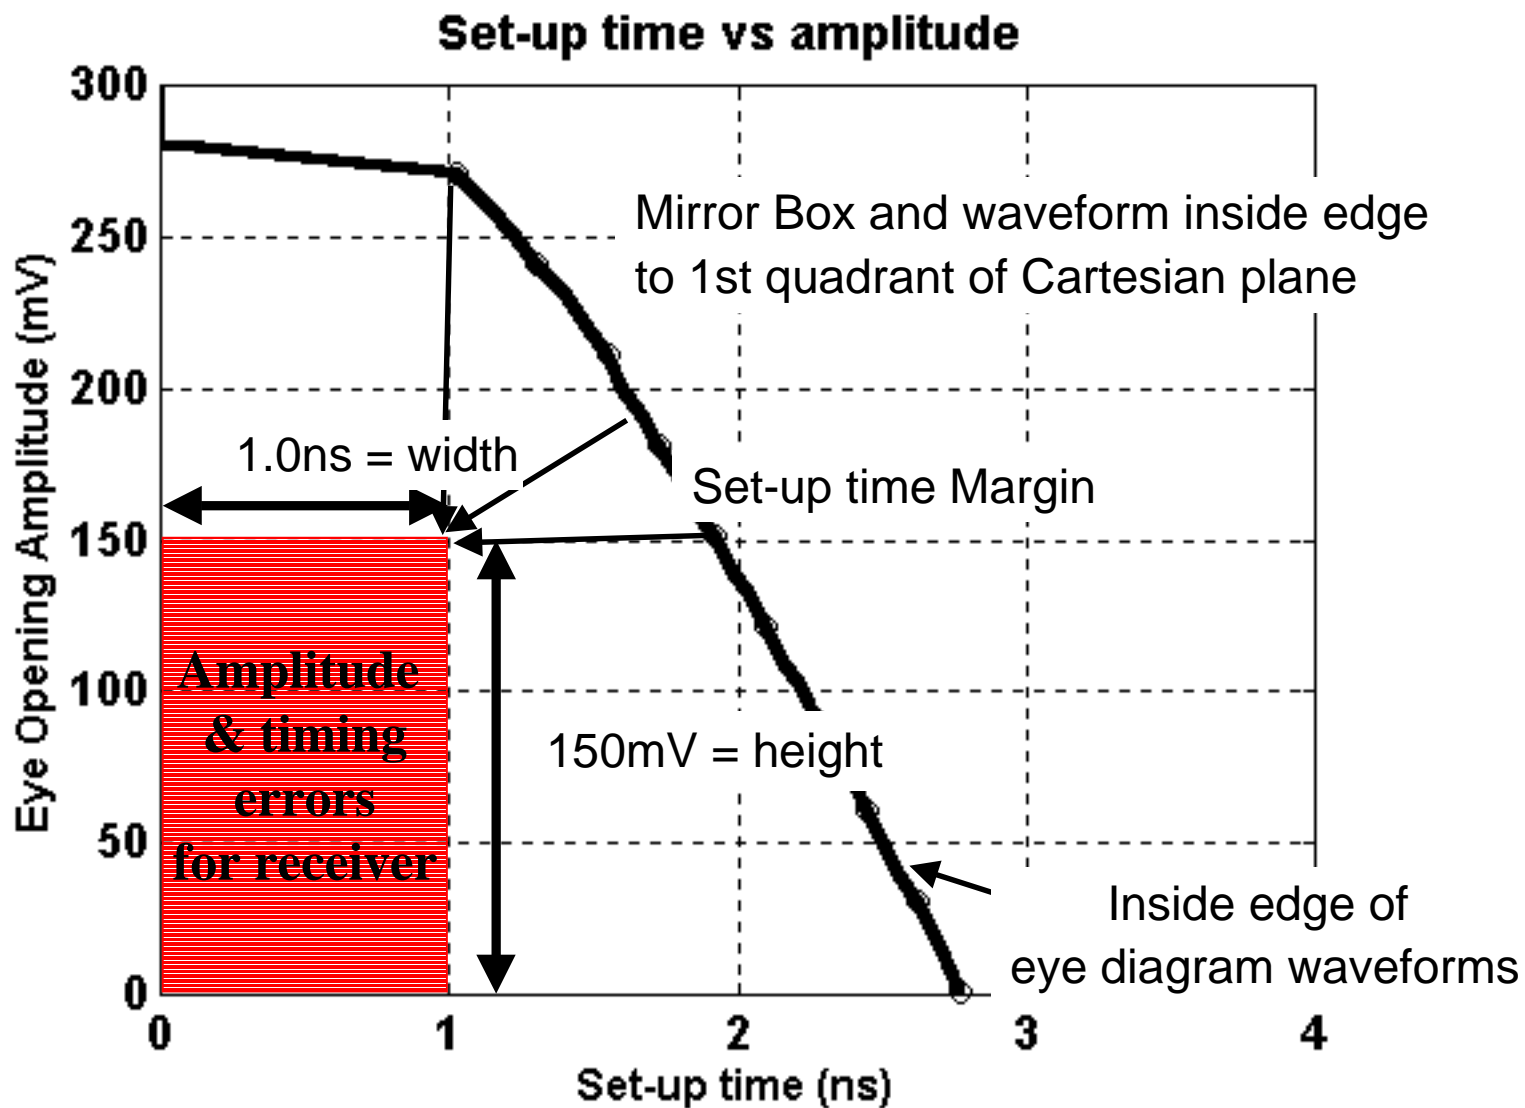 Set-up time vs amplitude
300
250
200
150
100
50
0
Eye Opening Amplitude (mV)
Mirror Box and waveform inside edge
to 1st quadrant of Cartesian plane
1.0ns = width
Set-up time Margin
Amplitude
& timing
errors
for receiver
150mV = height
Inside edge of
eye diagram waveforms
0 1 2 3 4
Set-up time (ns)